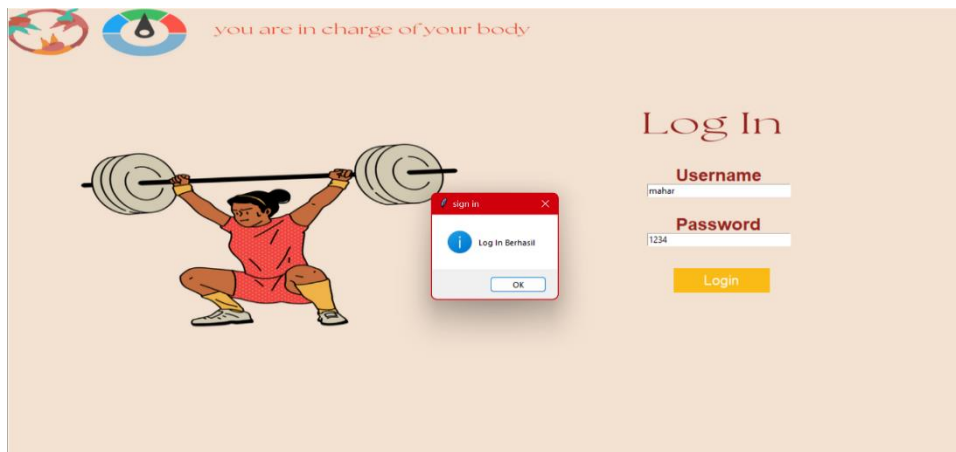 you are in charge of your body
Log In
Username
mahar
Password
1234
Login
sign in
Log In Berhasil
OK